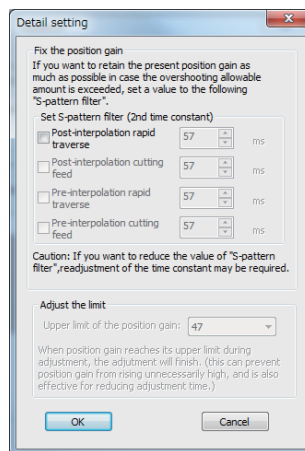 Detail setting
Fix the position gain
If you want to retain the present position gain as
much as possible in case the overshooting allowable
amount is exceeded, set a value to the following
"S-pattern filter".
Set S-pattern filter (2nd time constant)
Post-interpolation rapid
traverse
57
ms
Post-interpolation cutting
feed
57
ms
Pre-interpolation rapid
traverse
57
ms
Pre-interpolation cutting
feed
57
ms
Caution: If you want to reduce the value of "S-pattern
filter",readjustment of the time constant may be required.
Adjust the limit
Upper limit of the position gain:
47
When position gain reaches its upper limit during
adjustment, the adjutment will finish. (this can prevent
position gain from rising unnecessarily high, and is also
effective for reducing adjustment time.)
OK
Cancel